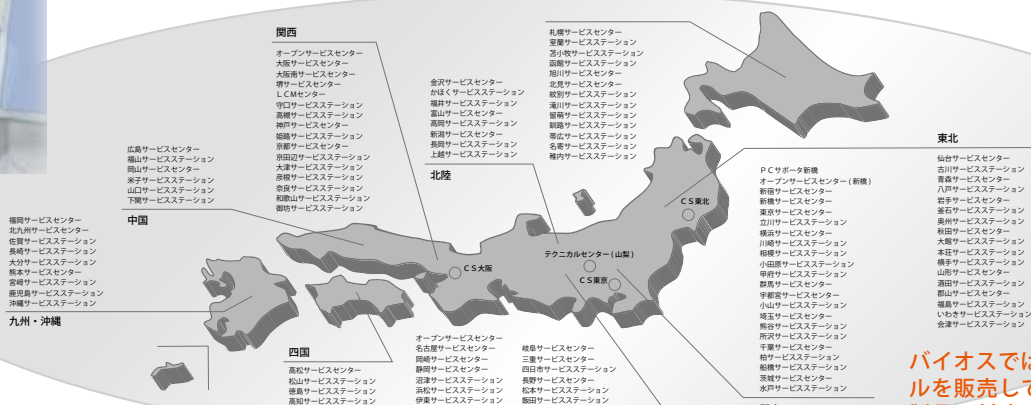 関西
オープンサービスセンター
大阪サービスセンター
大阪南サービスセンター
堺サービスセンター
ＬＣＭセンター
守口サービスステーション
高槻サービスステーション
神戸サービスセンター
姫路サービスステーション
京都サービスセンター
京田辺サービスステーション
大津サービスステーション
彦根サービスステーション
奈良サービスステーション
和歌山サービスステーション
御坊サービスステーション
札幌サービスセンター
室蘭サービスステーション
苫小牧サービスステーション
函館サービスステーション
旭川サービスセンター
北見サービスセンター
紋別サービスステーション
滝川サービスステーション
留萌サービスステーション
釧路サービスステーション
帯広サービスステーション
名寄サービスステーション
稚内サービスステーション
金沢サービスセンター
かほくサービスステーション
福井サービスステーション
富山サービスセンター
高岡サービスステーション
新潟サービスセンター
長岡サービスステーション
上越サービスステーション
北陸
広島サービスセンター
福山サービスステーション
岡山サービスセンター
米子サービスステーション
山口サービスステーション
下関サービスステーション
中国
福岡サービスセンター
北九州サービスセンター
佐賀サービスステーション
長崎サービスステーション
大分サービスステーション
熊本サービスセンター
宮崎サービスステーション
鹿児島サービスステーション
沖縄サービスステーション
九州・沖縄
東北
仙台サービスセンター
古川サービスステーション
青森サービスセンター
八戸サービスステーション
岩手サービスセンター
釜石サービスステーション
奥州サービスステーション
秋田サービスセンター
大館サービスステーション
本荘サービスステーション
横手サービスステーション
山形サービスセンター
酒田サービスステーション
郡山サービスセンター
福島サービスステーション
いわきサービスステーション
会津サービスステーション
ＰＣサポータ新橋
オープンサービスセンター(新橋)
新宿サービスセンター
新橋サービスセンター
東京サービスセンター
立川サービスステーション
横浜サービスセンター
川崎サービスステーション
相模サービスステーション
小田原サービスステーション
甲府サービスステーション
群馬サービスセンター
宇都宮サービスセンター
小山サービスステーション
埼玉サービスセンター
熊谷サービスステーション
所沢サービスステーション
千葉サービスセンター
柏サービスステーション
船橋サービスステーション
茨城サービスセンター
水戸サービスステーション
ＣＳ東北
テクニカルセンター(山梨)
ＣＳ大阪
ＣＳ東京
四国
高松サービスセンター
松山サービスステーション
徳島サービスステーション
高知サービスステーション
オープンサービスセンター
名古屋サービスセンター
岡崎サービスセンター
静岡サービスセンター
沼津サービスステーション
浜松サービスステーション
伊東サービスステーション
岐阜サービスセンター
三重サービスセンター
四日市サービスステーション
長野サービスセンター
松本サービスステーション
飯田サービスステーション
バイオスでは
ルを販売して